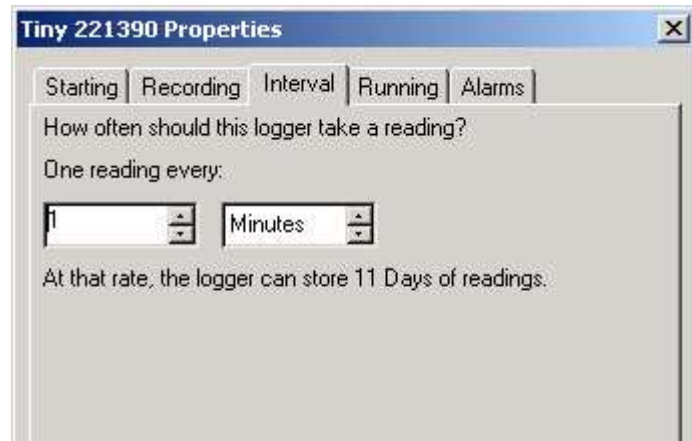 Tiny 221390 Properties
Starting Recording Interval Running Alarms
How often should this logger take a reading?
One reading every:
1 Minutes
At that rate, the logger can store 11 Days of readings.